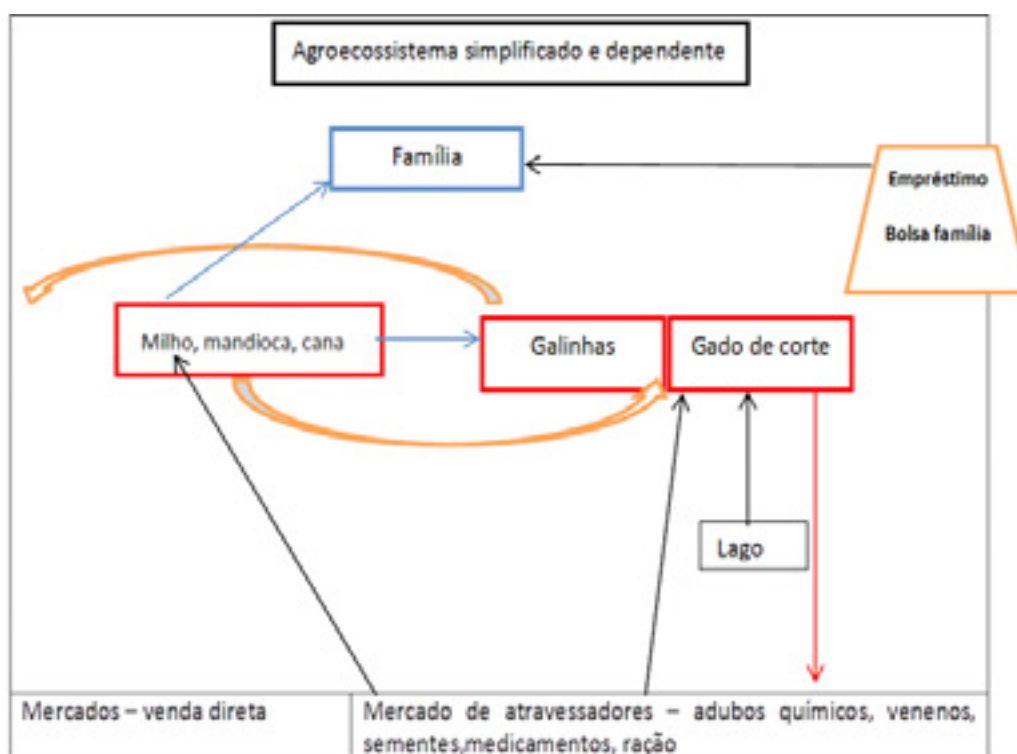 Agroecossistema simplificado e dependente
Família
Empréstimo
Bolsa família
Milho, mandioca, cana
Galinhas
Gado de corte
Lago
Mercados – venda direta
Mercado de atravessadores – adubos químicos, venenos,
sementes,medicamentos, ração